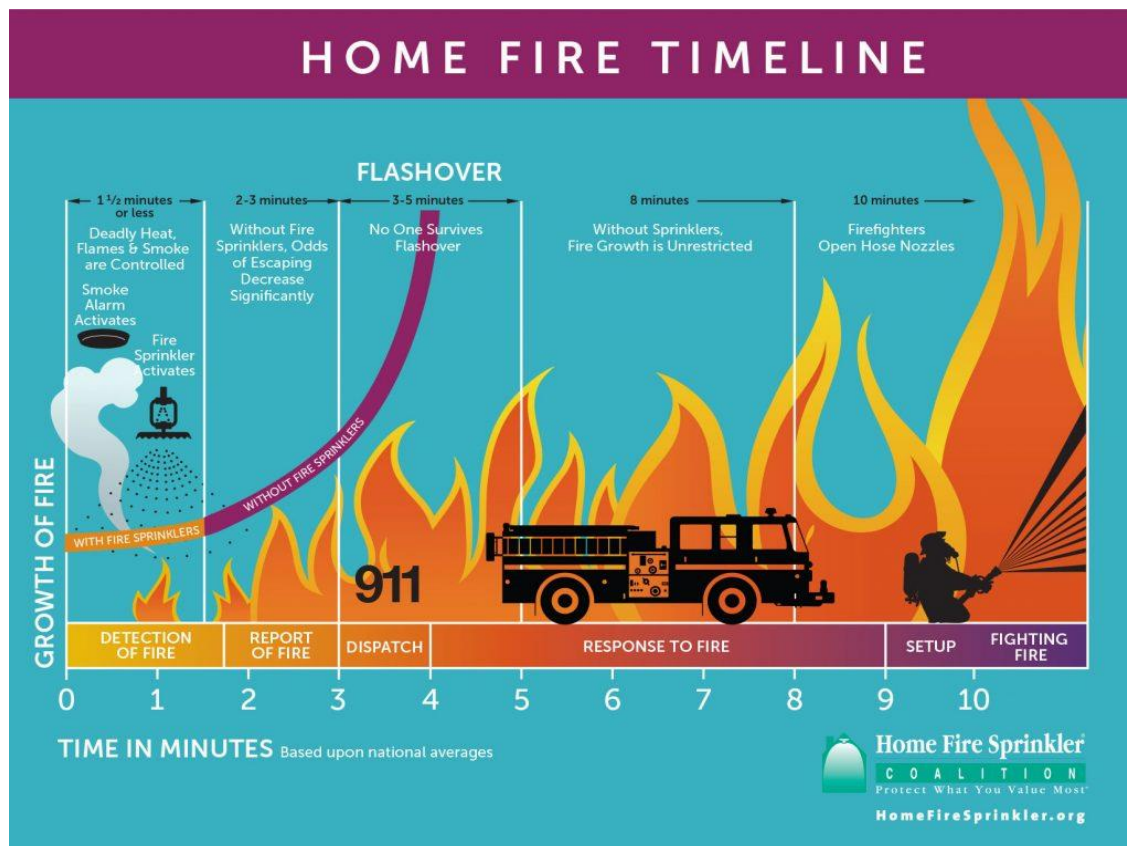 HOME FIRE TIMELINE
FLASHOVER
1 1/2 minutes
or less
Deadly Heat,
Flames & Smoke
are Controlled
Smoke
Alarm
Activates
Fire
Sprinkler
Activates
2-3 minutes
Without Fire
Sprinklers, Odds
of Escaping
Decrease
Significantly
3-5 minutes
No One Survives
Flashover
8 minutes
Without Sprinklers,
Fire Growth is Unrestricted
10 minutes
Firefighters
Open Hose Nozzles
GROWTH OF FIRE
WITH FIRE SPRINKLERS
WITHOUT FIRE SPRINKLERS
911
DETECTION
OF FIRE
REPORT
OF FIRE
DISPATCH
RESPONSE TO FIRE
SETUP
FIGHTING
FIRE
0 1 2 3 4 5 6 7 8 9 10
TIME IN MINUTES Based upon national averages
Home Fire Sprinkler®
COALITION
Protect What You Value Most®
HomeFireSprinkler.org